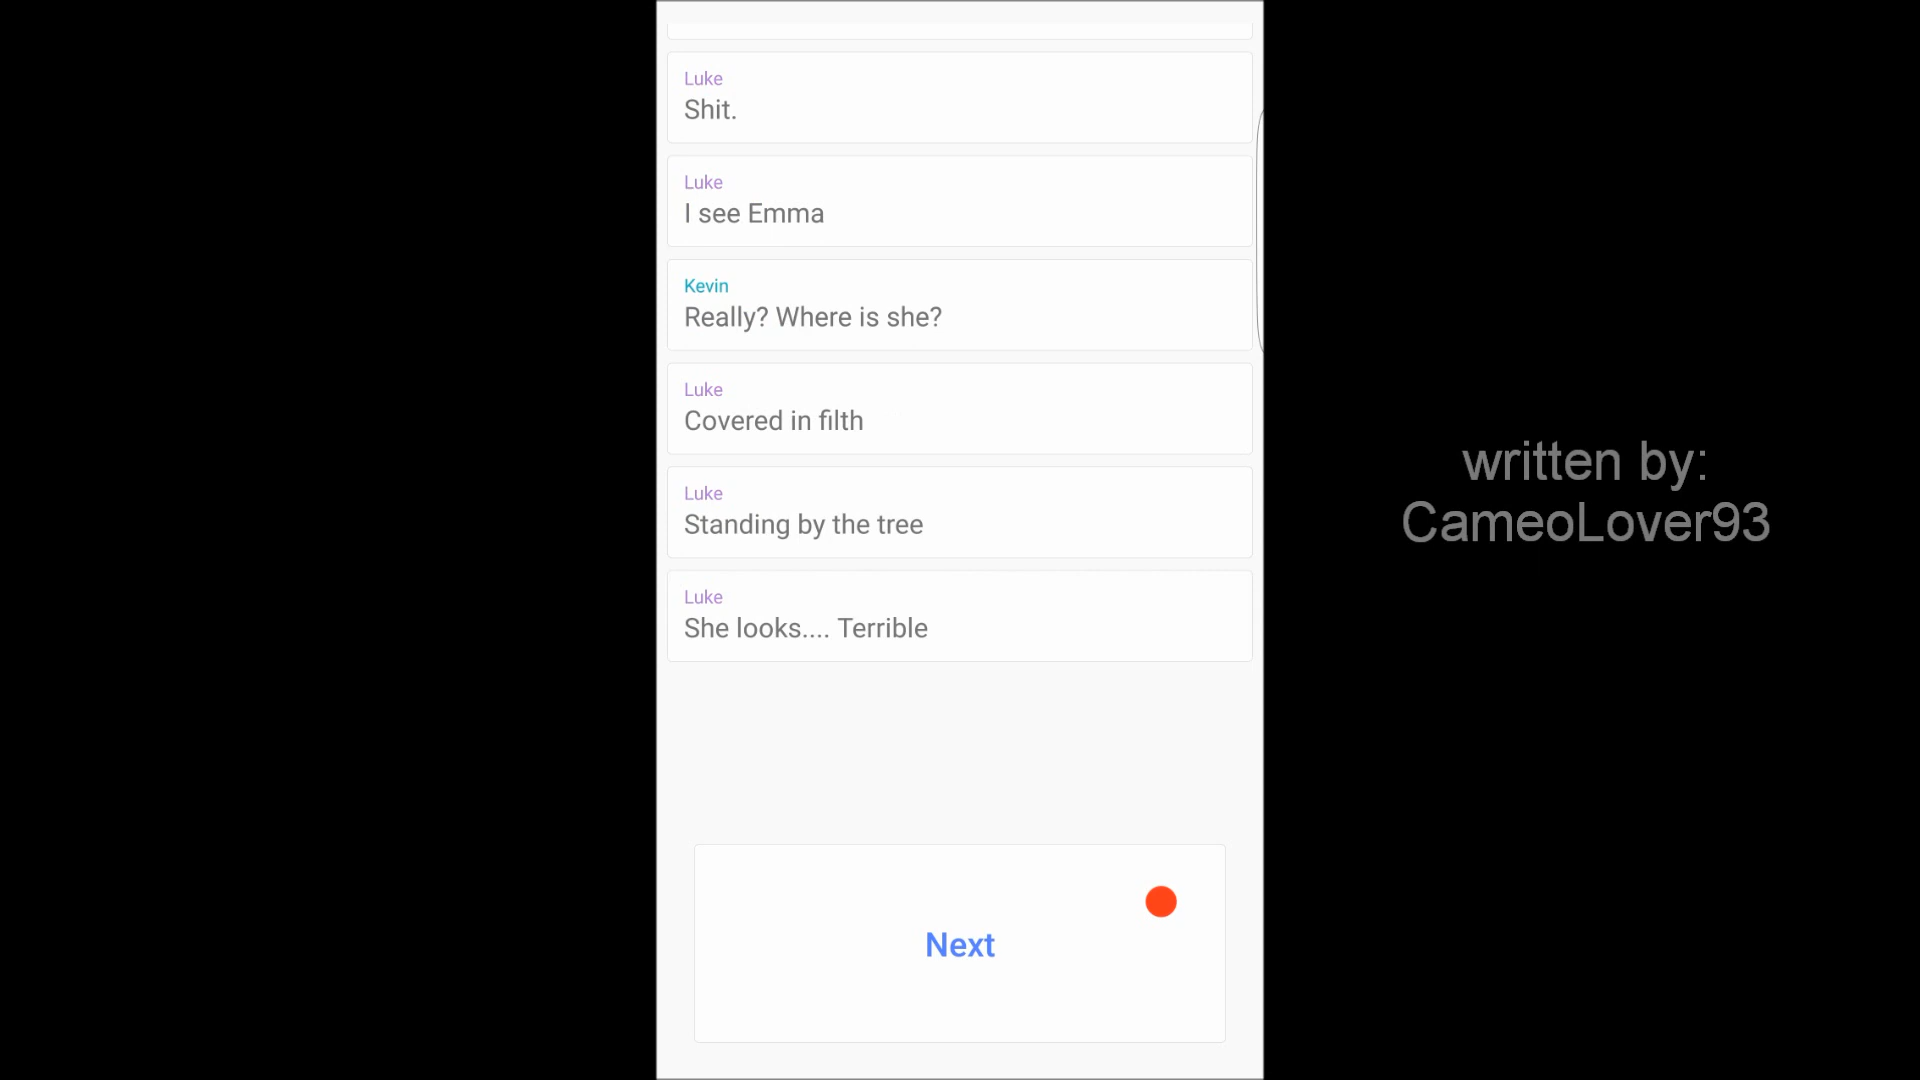 Luke
Shit.
Luke
I see Emma
Kevin
Really? Where is she?
Luke
Covered in filth
Luke
Standing by the tree
Luke
She looks.... Terrible
Next
written by:
CameoLover93